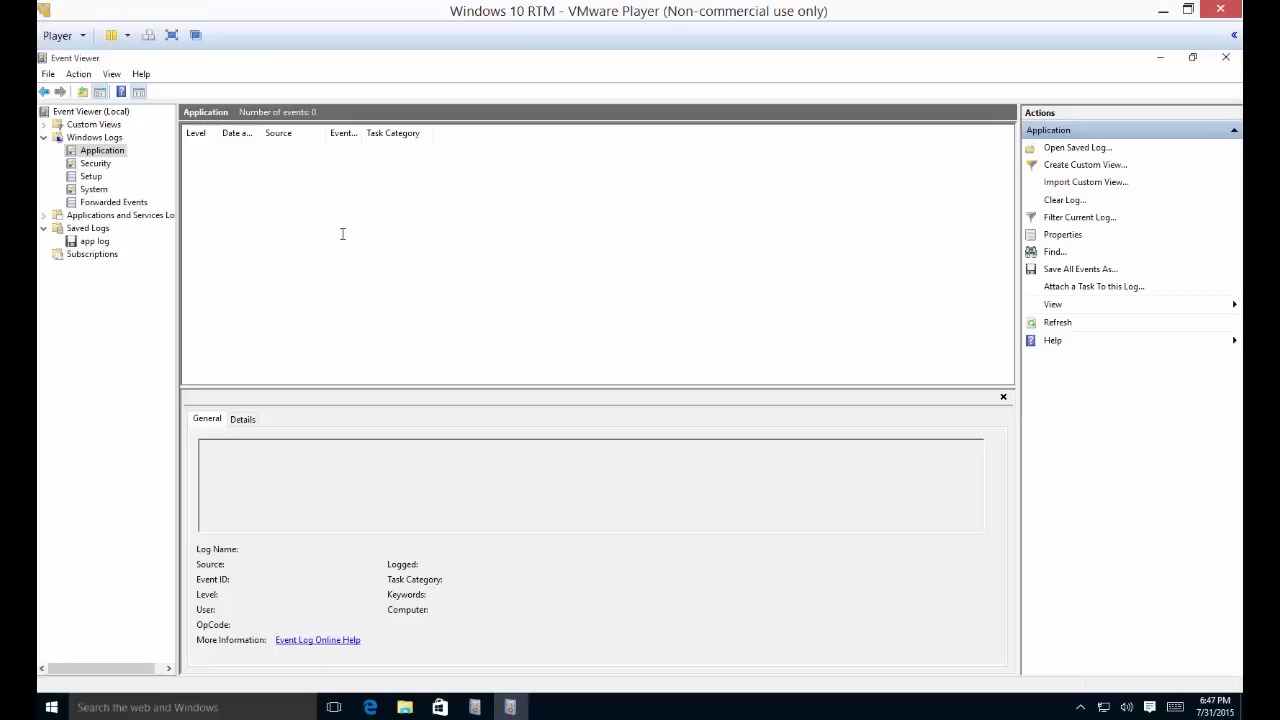 Windows 10 RTM - VMware Player (Non-commercial use only)
Player
Event Viewer
File Action View Help
Event Viewer (Local)
Custom Views
Windows Logs
Application
Security
Setup
System
Forwarded Events
Applications and Services Lo
Saved Logs
app log
Subscriptions
Application Number of events: 0
Level Date a... Source Event... Task Category
General Details
Log Name:
Source: Logged:
Event ID: Task Category:
Level: Keywords:
User: Computer:
OpCode:
More Information: Event Log Online Help
Actions
Application
Open Saved Log...
Create Custom View...
Import Custom View...
Clear Log...
Filter Current Log...
Properties
Find...
Save All Events As...
Attach a Task To this Log...
View
Refresh
Help
Search the web and Windows
6:47 PM
7/31/2015